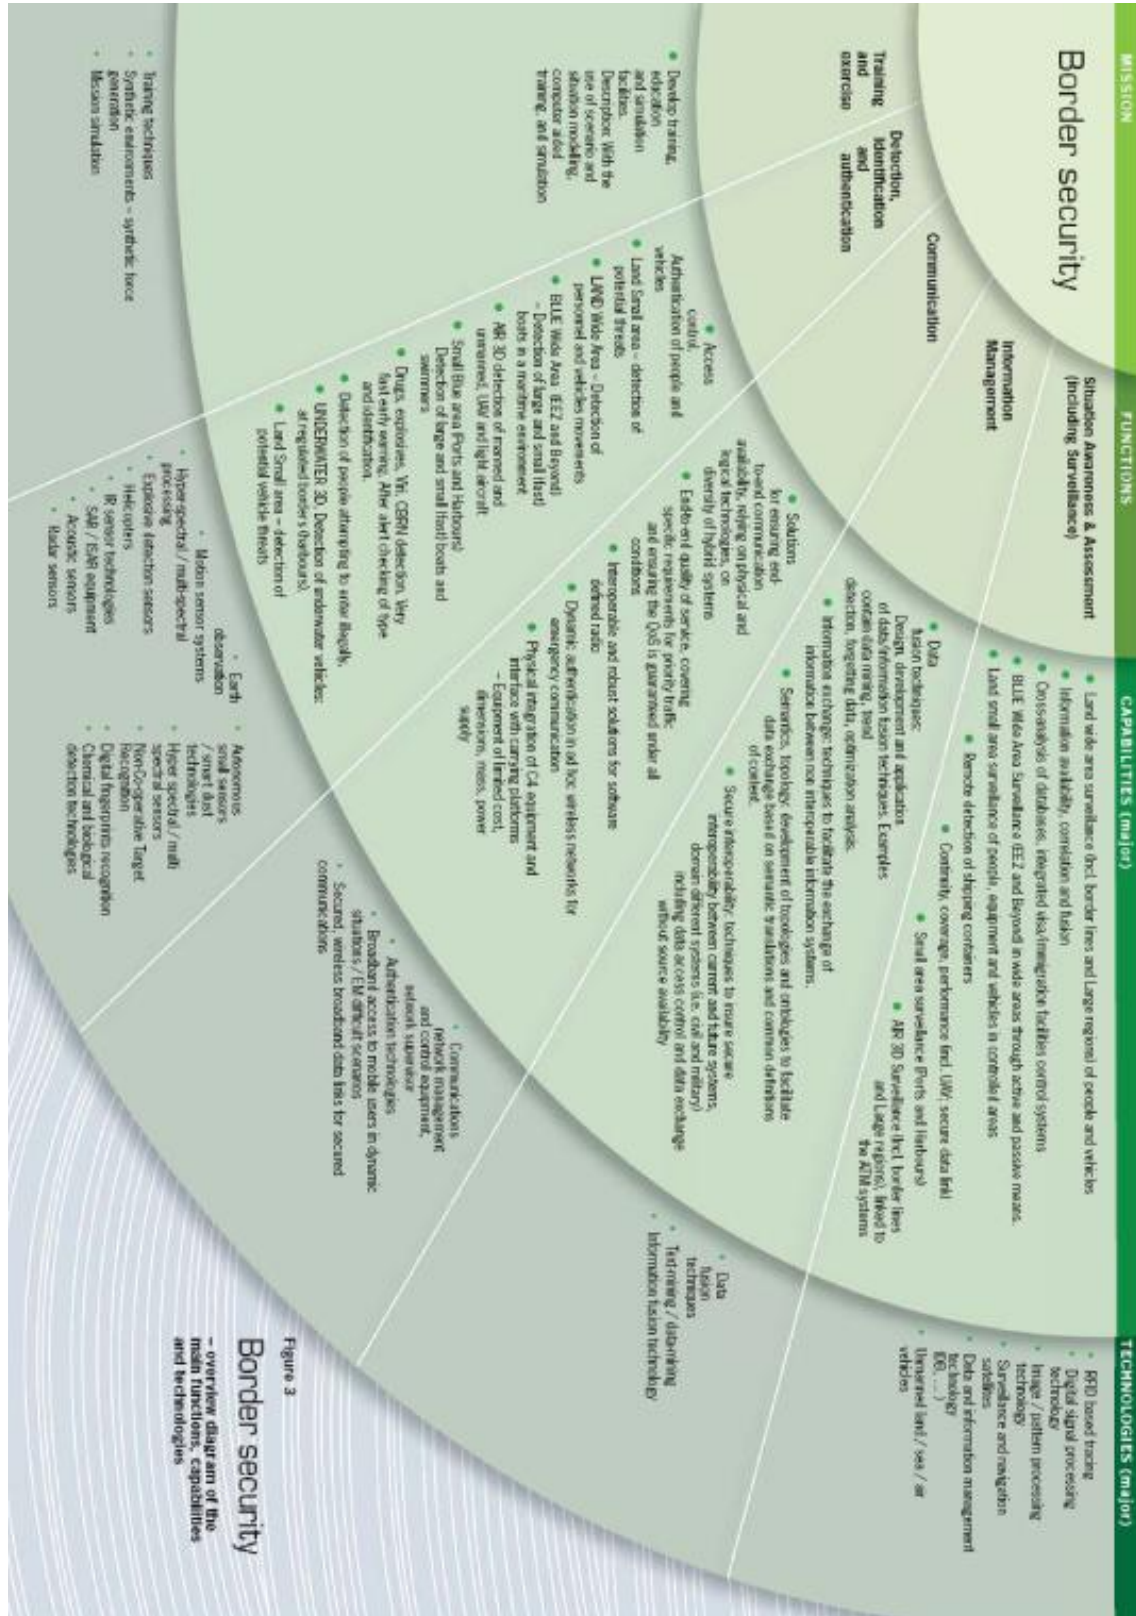 MISSION
FUNCTIONS
CAPABILITIES (major)
TECHNOLOGIES (major)
Border security
Situation Awareness & Assessment
(Including Surveillance)
Information
Management
Communication
Detection,
Identification
and
authentication
Training
and
exercise
• Land wide area surveillance (incl. border lines and Large regions) of people and vehicles
• Information availability, correlation and fusion
• Cross-analysis of databases, integrated visa/immigration facilities control systems
• BLUE Wide Area Surveillance (EEZ and Beyond) in wide areas through active and passive means.
• Land small area surveillance of people, equipment and vehicles in controlled areas
• Remote detection of shipping containers
• Continuity, coverage, performance (incl. UAV; secure data link)
• Small area surveillance (Ports and Harbours)
• AIR 3D Surveillance (Incl. border lines
and Large regions), linked to
the ATM systems
• Data
fusion techniques:
Design, development and application
of data/information fusion techniques. Examples
contain data mining, trend
detection, forgetting data, optimization analysis.
• Information exchange: techniques to facilitate the exchange of
information between non interoperable information systems.
• Semantics, topology: development of topologies and ontologies to facilitate
data exchange based on semantic translations and common definitions
of content.
• Secure interoperability: techniques to insure secure
interoperability between current and future systems,
domain different systems (i.e. civil and military)
including data access control and data exchange
without source availability
• Solutions
for ensuring end-
to-end communication
availability, relying on physical and
logical technologies, on
diversity of hybrid systems
• End-to-end quality of service, covering
specific requirements for priority traffic
and ensuring the QoS is guaranteed under all
conditions
• Interoperable and robust solutions for software
defined radio
• Dynamic authentication in ad hoc wireless networks for
emergency communication
• Physical integration of C4 equipment and
interface with carrying platforms
– Equipment of limited cost,
dimensions, mass, power
supply
• Access
control.
Authentication of people and
vehicles
• Land Small area – detection of
potential threats
• LAND Wide Area – Detection of
personnel and vehicles movements
• BLUE Wide Area (EEZ and Beyond)
– Detection of large and small (fast)
boats in a maritime environment
• AIR 3D detection of manned and
unmanned, UAV and light aircraft
• Small Blue area (Ports and Harbours)
Detection of large and small (fast) boats and
swimmers
• Drugs, explosives, Viri, CBRN detection. Very
fast early warning. After alert checking of type
and identification.
• Detection of people attempting to enter illegally,
• UNDERWATER 3D. Detection of underwater vehicles:
at regulated borders (harbours).
• Land Small area – detection of
potential vehicle threats
• Develop training,
education
and simulation
facilities.
Description: With the
use of scenario and
situation modelling,
computer aided
training, and simulation
• RFID based tracing
• Digital signal processing
technology
• Image / pattern processing
technology
• Surveillance and navigation
satellites
• Data and information management
technology
(DB, ...)
• Unmanned land / sea / air
vehicles
• Data
fusion
techniques
• Text-mining / data-mining
• Information fusion technology
• Communications
network management
and control equipment,
network supervisor
• Authentication technologies
• Broadband access to mobile users in dynamic
situations / EM difficult scenarios
• Secured, wireless broadband data links for secured
communications
• Earth
observation
• Motion sensor systems
• Hyper-spectral / multi-spectral
processing
• Explosive detection sensors
• Helicopters
• IR sensor technologies
• SAR / ISAR equipment
• Acoustic sensors
• Radar sensors
• Autonomous
small sensors
/ smart dust
technologies
• Hyper spectral / multi
spectral sensors
• Non-Co-operative Target
Recognition
• Digital fingerprints recognition
• Chemical and biological
detection technologies
• Training techniques
• Synthetic environments – synthetic force
generation
• Mission simulation
Figure 3
Border security
– overview diagram of the
main functions, capabilities
and technologies